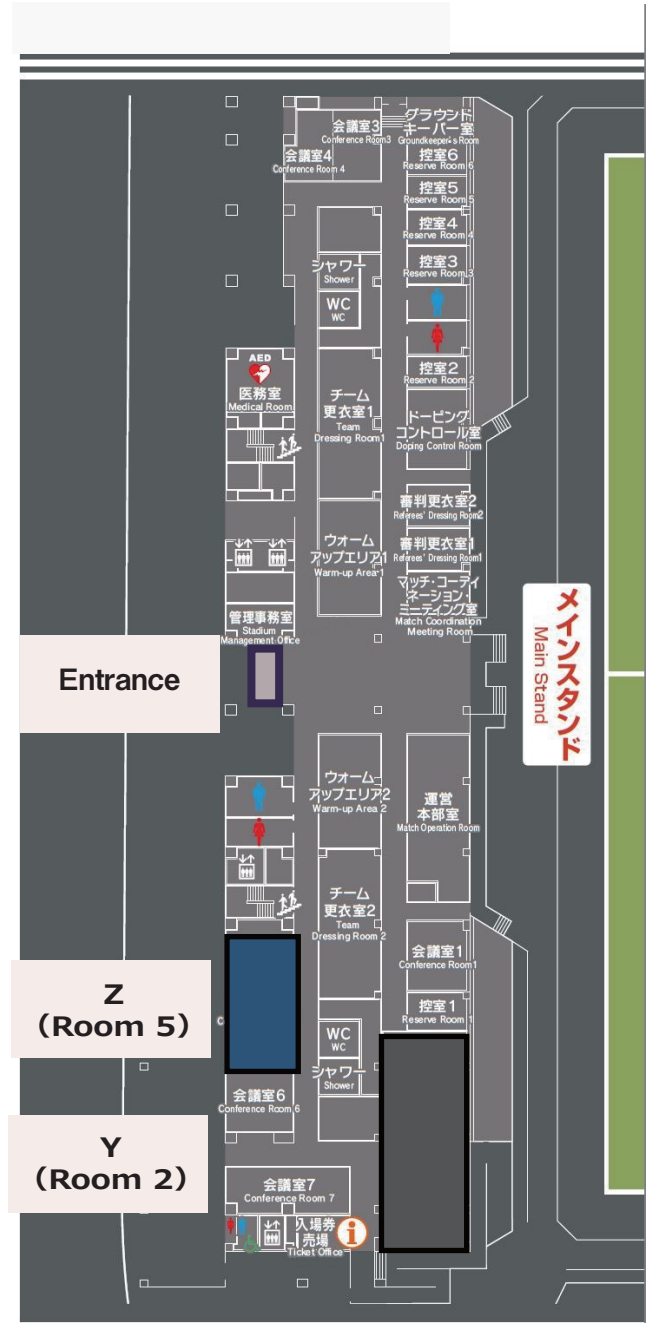 会議室3
Conference Room3
会議室4
Conference Room 4
グラウンド
キーパー室
Groundkeeper's Room
控室6
Reserve Room 6
控室5
Reserve Room 5
控室4
Reserve Room 4
控室3
Reserve Room 3
シャワー
Shower
WC
WC
控室2
Reserve Room 2
AED
医務室
Medical Room
チーム
更衣室1
Team
Dressing Room1
ドーピング
コントロール室
Doping Control Room
審判更衣室2
Referees' Dressing Room2
ウォーム
アップエリア1
Warm-up Area 1
審判更衣室1
Referees' Dressing Room1
マッチ・コーディ
ネーション・
ミーティング室
Match Coordination
Meeting Room
管理事務室
Stadium
Management Office
Entrance
メインスタンド
Main Stand
ウォーム
アップエリア2
Warm-up Area 2
運営
本部室
Match Operation Room
チーム
更衣室2
Team
Dressing Room 2
会議室1
Conference Room1
Z
(Room 5)
C
控室1
Reserve Room 1
WC
WC
シャワー
Shower
会議室6
Conference Room 6
Y
(Room 2)
会議室7
Conference Room 7
入場券
売場
Ticket Office
i